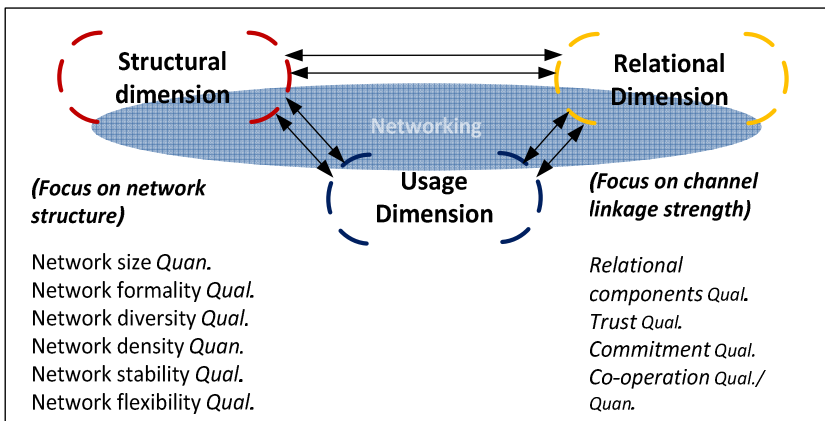 Structural
dimension
Relational
Dimension
Networking
Usage
Dimension
(Focus on network
structure)
(Focus on channel
linkage strength)
Network size Quan.
Network formality Qual.
Network diversity Qual.
Network density Quan.
Network stability Qual.
Network flexibility Qual.
Relational
components Qual.
Trust Qual.
Commitment Qual.
Co-operation Qual./
Quan.